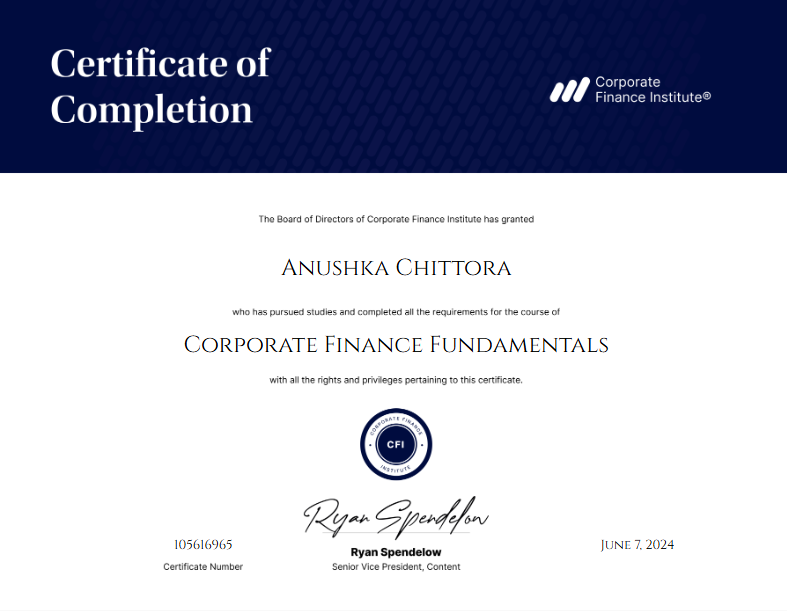 Certificate of
Completion
Corporate
Finance Institute®
The Board of Directors of Corporate Finance Institute has granted
Anushka Chittora
who has pursued studies and completed all the requirements for the course of
Corporate Finance Fundamentals
with all the rights and privileges pertaining to this certificate.
CORPORATE FINANCE
CFI
INSTITUTE
Ryan Spendelow
105616965
Ryan Spendelow
June 7, 2024
Certificate Number
Senior Vice President, Content